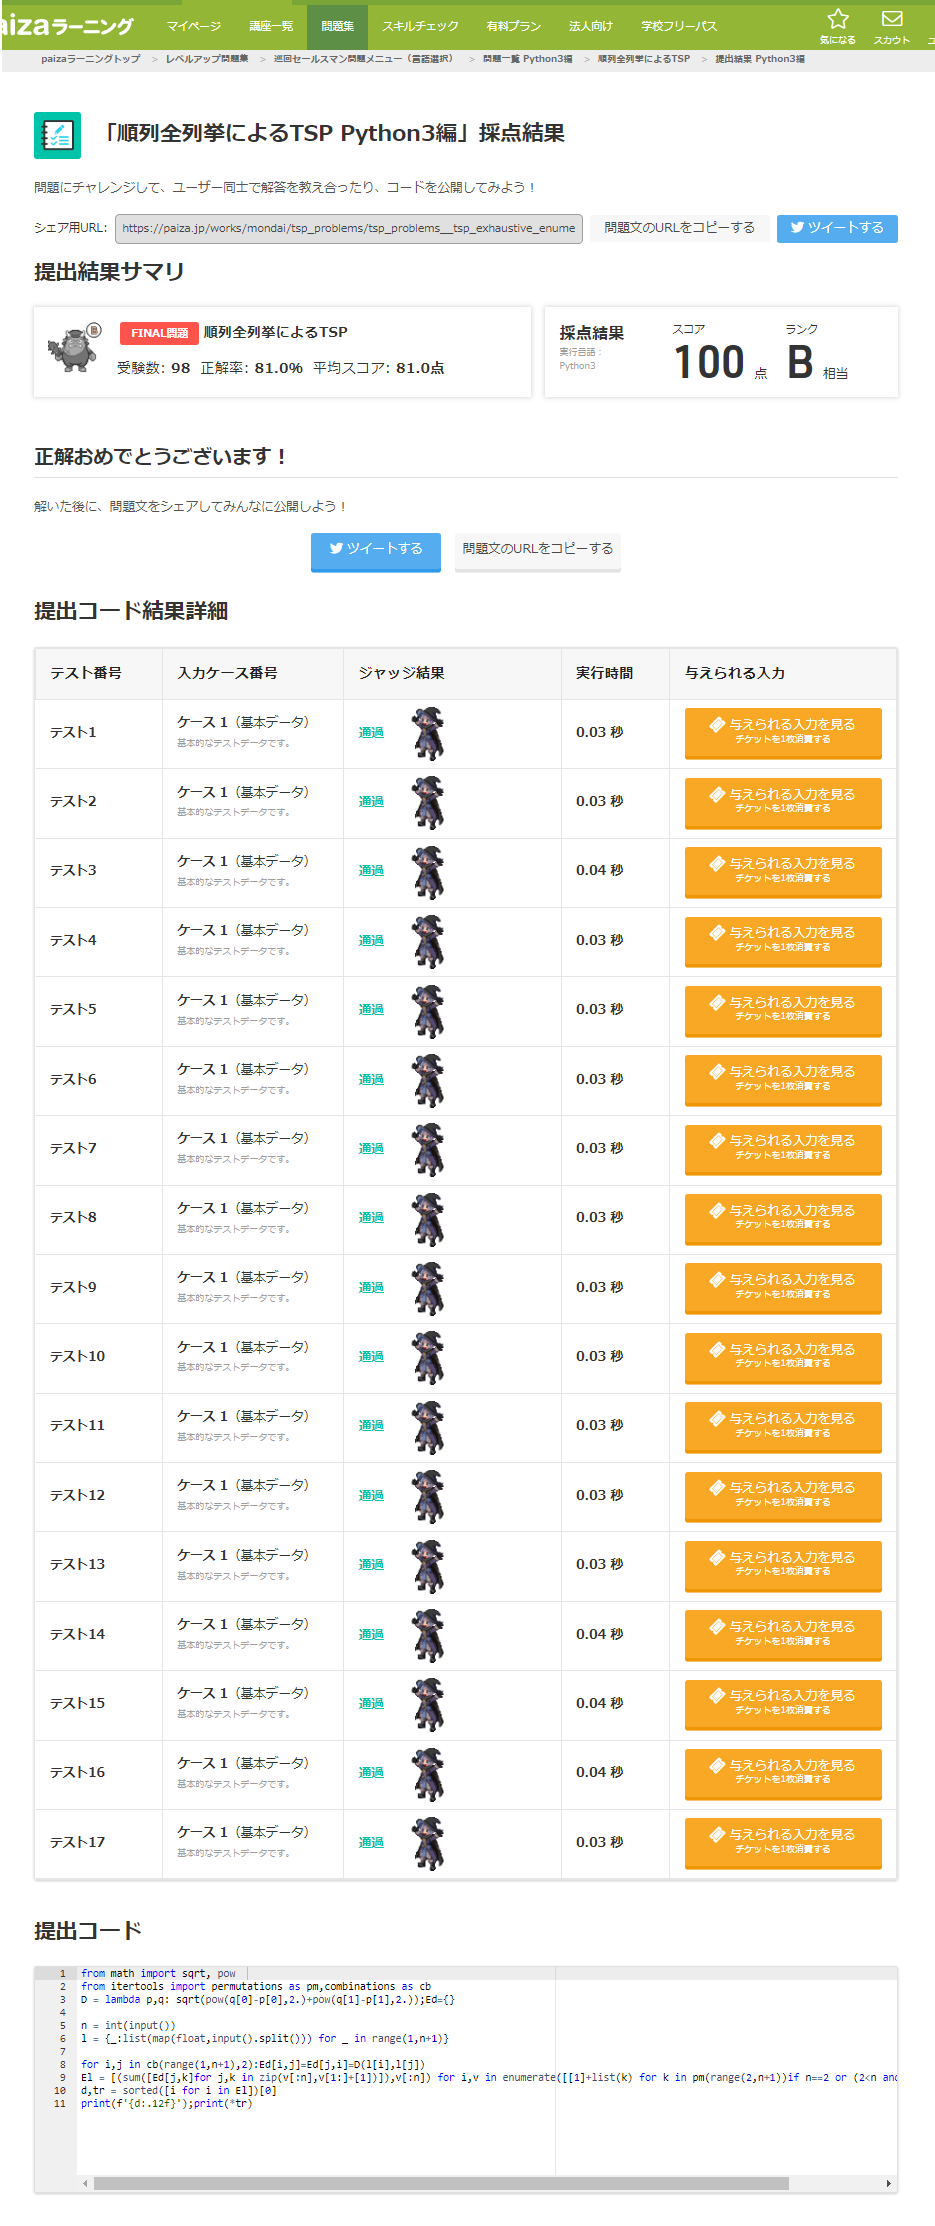 paizaラーニング マイページ 講座一覧 問題集 スキルチェック 有料プラン 法人向け 学校フリーパス 気になる スカウト
paizaラーニングトップ > レベルアップ問題集 > 巡回セールスマン問題メニュー（言語選択） > 問題一覧 Python3編 > 順列全列挙によるTSP > 提出結果 Python3編
「順列全列挙によるTSP Python3編」採点結果
問題にチャレンジして、ユーザー同士で解答を教え合ったり、コードを公開してみよう！
シェア用URL: https://paiza.jp/works/mondai/tsp_problems/tsp_problems__tsp_exhaustive_enume 問題文のURLをコピーする ツイートする
提出結果サマリ
B FINAL問題 順列全列挙によるTSP
受験数: 98 正解率: 81.0% 平均スコア: 81.0点
採点結果 スコア ランク
実行言語：
Python3
100 点 B 相当
正解おめでとうございます！
解いた後に、問題文をシェアしてみんなに公開しよう！
ツイートする 問題文のURLをコピーする
提出コード結果詳細
テスト番号 入力ケース番号 ジャッジ結果 実行時間 与えられる入力
テスト1 ケース 1（基本データ） 通過 0.03 秒 与えられる入力を見る
基本的なテストデータです。 チケットを1枚消費する
テスト2 ケース 1（基本データ） 通過 0.03 秒 与えられる入力を見る
基本的なテストデータです。 チケットを1枚消費する
テスト3 ケース 1（基本データ） 通過 0.04 秒 与えられる入力を見る
基本的なテストデータです。 チケットを1枚消費する
テスト4 ケース 1（基本データ） 通過 0.03 秒 与えられる入力を見る
基本的なテストデータです。 チケットを1枚消費する
テスト5 ケース 1（基本データ） 通過 0.03 秒 与えられる入力を見る
基本的なテストデータです。 チケットを1枚消費する
テスト6 ケース 1（基本データ） 通過 0.03 秒 与えられる入力を見る
基本的なテストデータです。 チケットを1枚消費する
テスト7 ケース 1（基本データ） 通過 0.03 秒 与えられる入力を見る
基本的なテストデータです。 チケットを1枚消費する
テスト8 ケース 1（基本データ） 通過 0.03 秒 与えられる入力を見る
基本的なテストデータです。 チケットを1枚消費する
テスト9 ケース 1（基本データ） 通過 0.03 秒 与えられる入力を見る
基本的なテストデータです。 チケットを1枚消費する
テスト10 ケース 1（基本データ） 通過 0.03 秒 与えられる入力を見る
基本的なテストデータです。 チケットを1枚消費する
テスト11 ケース 1（基本データ） 通過 0.03 秒 与えられる入力を見る
基本的なテストデータです。 チケットを1枚消費する
テスト12 ケース 1（基本データ） 通過 0.03 秒 与えられる入力を見る
基本的なテストデータです。 チケットを1枚消費する
テスト13 ケース 1（基本データ） 通過 0.03 秒 与えられる入力を見る
基本的なテストデータです。 チケットを1枚消費する
テスト14 ケース 1（基本データ） 通過 0.04 秒 与えられる入力を見る
基本的なテストデータです。 チケットを1枚消費する
テスト15 ケース 1（基本データ） 通過 0.04 秒 与えられる入力を見る
基本的なテストデータです。 チケットを1枚消費する
テスト16 ケース 1（基本データ） 通過 0.04 秒 与えられる入力を見る
基本的なテストデータです。 チケットを1枚消費する
テスト17 ケース 1（基本データ） 通過 0.03 秒 与えられる入力を見る
基本的なテストデータです。 チケットを1枚消費する
提出コード
1 from math import sqrt, pow
2 from itertools import permutations as pm,combinations as cb
3 D = lambda p,q: sqrt(pow(q[0]-p[0],2.)+pow(q[1]-p[1],2.));Ed={}
4
5 n = int(input())
6 l = {_:list(map(float,input().split())) for _ in range(1,n+1)}
7
8 for i,j in cb(range(1,n+1),2):Ed[i,j]=Ed[j,i]=D(l[i],l[j])
9 El = [(sum([Ed[j,k]for j,k in zip(v[:n],v[1:]+[1])]),v[:n]) for i,v in enumerate([[1]+list(k) for k in pm(range(2,n+1))if n==2 or (2<n and
10 d,tr = sorted([i for i in El])[0]
11 print(f'{d:.12f}');print(*tr)